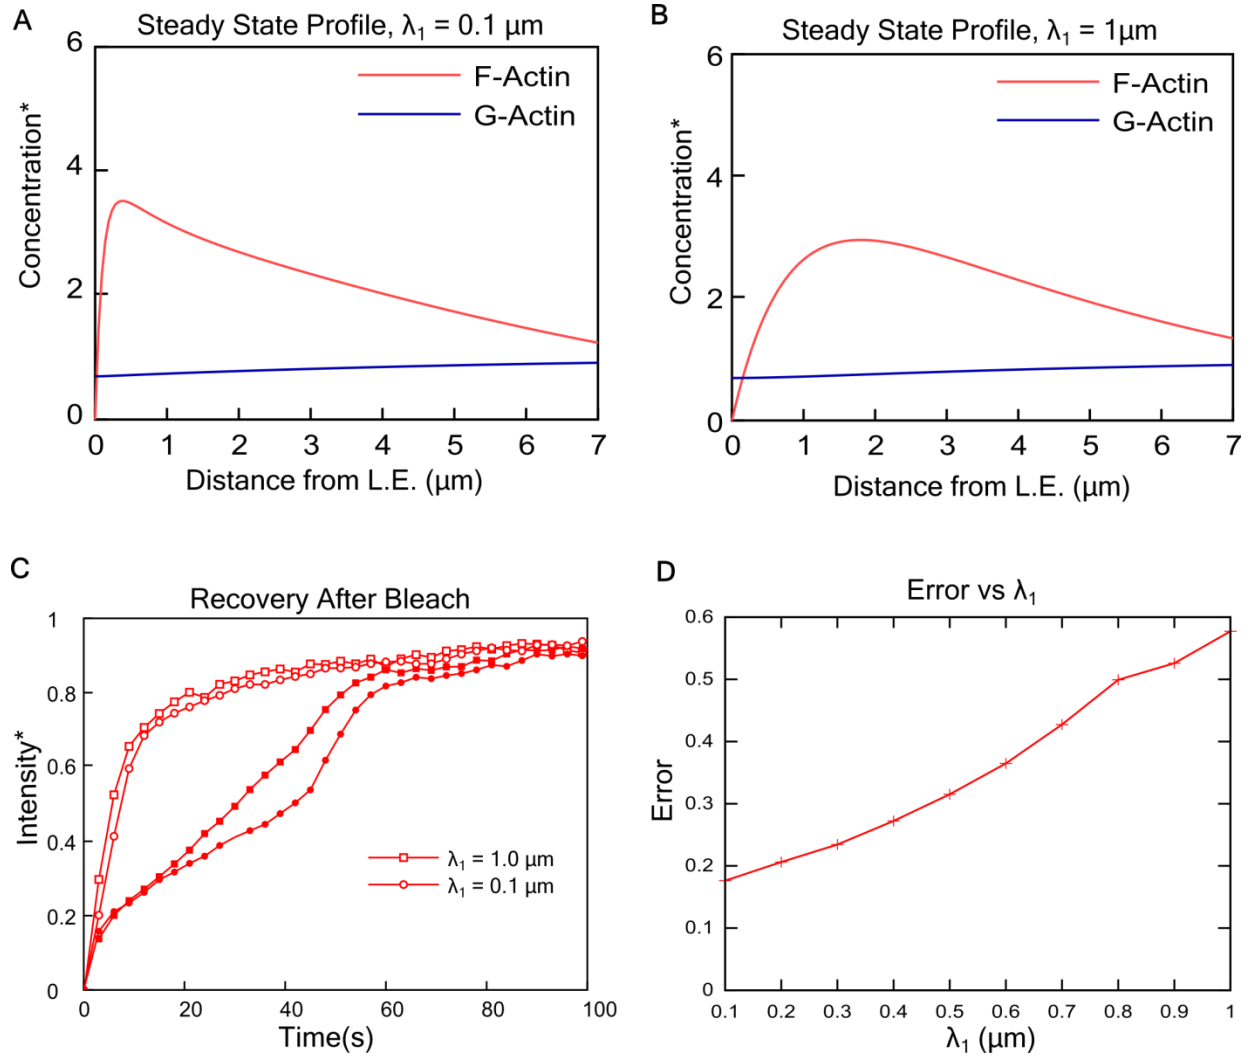 A
Steady State Profile, λ1 = 0.1 µm
6
4
2
0
Concentration*
F-Actin
G-Actin
0 1 2 3 4 5 6 7
Distance from L.E. (µm)
B
Steady State Profile, λ1 = 1µm
6
4
2
0
Concentration*
F-Actin
G-Actin
0 1 2 3 4 5 6 7
Distance from L.E. (µm)
C
Recovery After Bleach
1
0.8
0.6
0.4
0.2
0
Intensity*
λ1 = 1.0 µm
λ1 = 0.1 µm
0 20 40 60 80 100
Time(s)
D
Error vs λ1
0.6
0.5
0.4
0.3
0.2
0.1
0
Error
0.1 0.2 0.3 0.4 0.5 0.6 0.7 0.8 0.9 1
λ1 (µm)